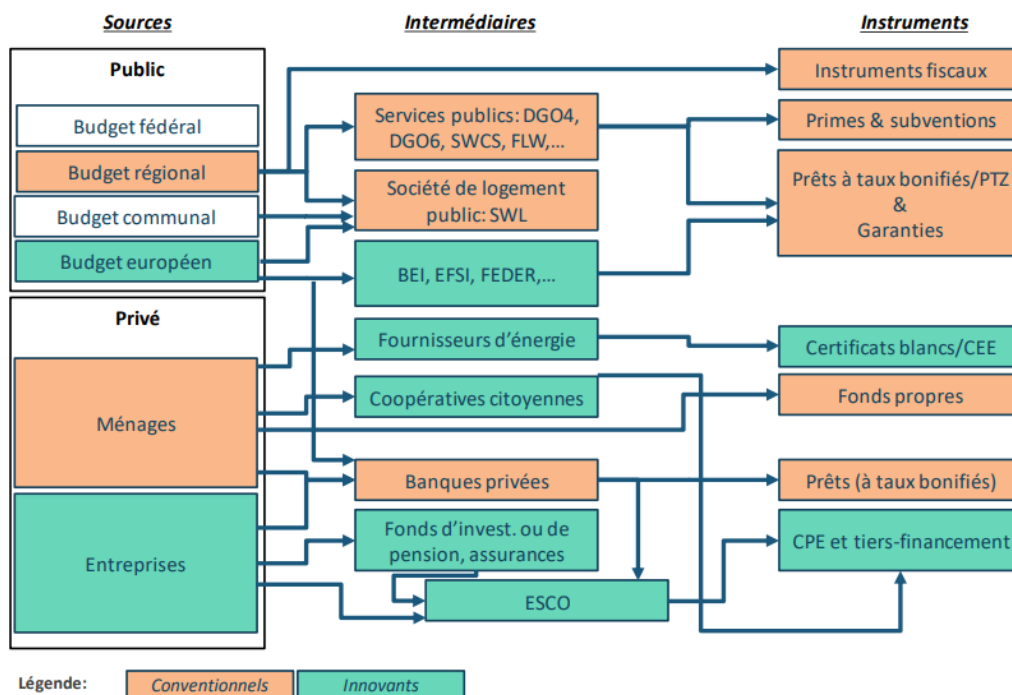 Sources
Intermédiaires
Instruments
Public
Budget fédéral
Budget régional
Budget communal
Budget européen
Privé
Ménages
Entreprises
Services publics: DGO4,
DGO6, SWCS, FLW,...
Société de logement
public: SWL
BEI, EFSI, FEDER,...
Fournisseurs d'énergie
Coopératives citoyennes
Banques privées
Fonds d'invest. ou de
pension, assurances
ESCO
Instruments fiscaux
Primes & subventions
Prêts à taux bonifiés/PTZ
&
Garanties
Certificats blancs/CEE
Fonds propres
Prêts (à taux bonifiés)
CPE et tiers-financement
Légende:
Conventionnels
Innovants